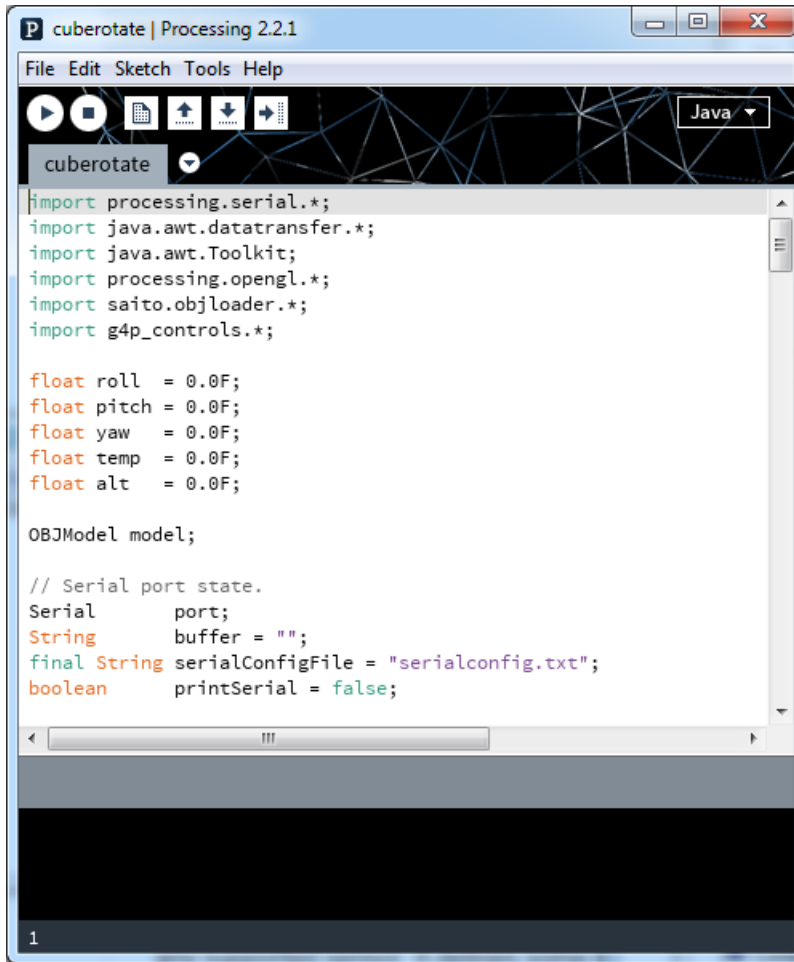 P cuberotate | Processing 2.2.1
File Edit Sketch Tools Help
Java
cuberotate
import processing.serial.*;
import java.awt.datatransfer.*;
import java.awt.Toolkit;
import processing.opengl.*;
import saito.objloader.*;
import g4p_controls.*;
float roll  = 0.0F;
float pitch = 0.0F;
float yaw   = 0.0F;
float temp  = 0.0F;
float alt   = 0.0F;
OBJModel model;
// Serial port state.
Serial       port;
String       buffer = "";
final String serialConfigFile = "serialconfig.txt";
boolean      printSerial = false;
1